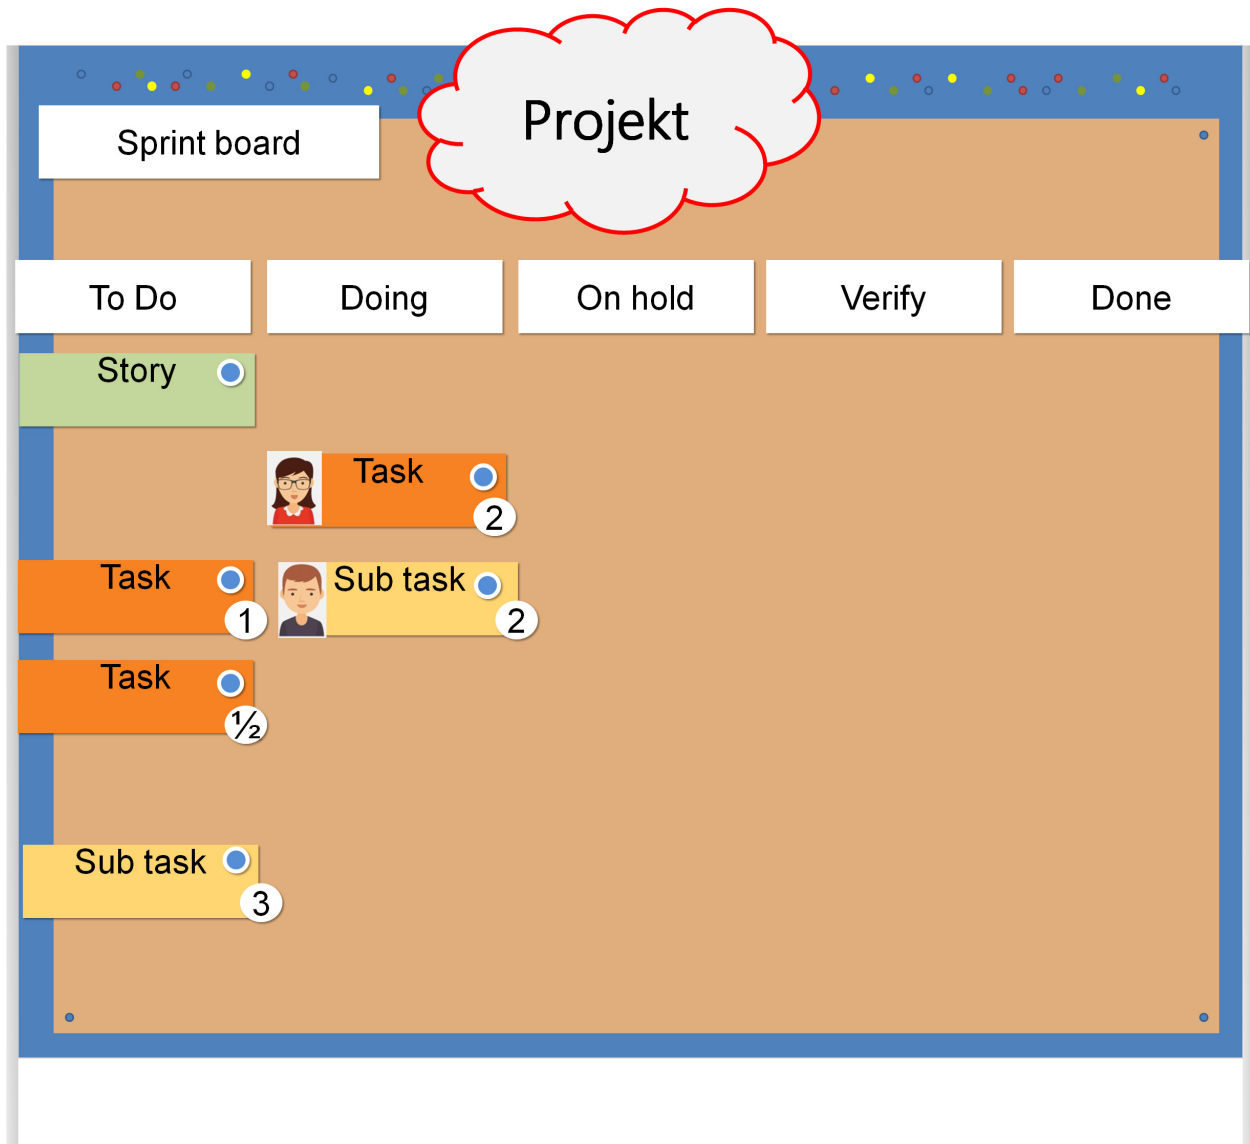 Projekt
Sprint board
To Do
Doing
On hold
Verify
Done
Story
Task
2
Task
1
Sub task
2
Task
½
Sub task
3